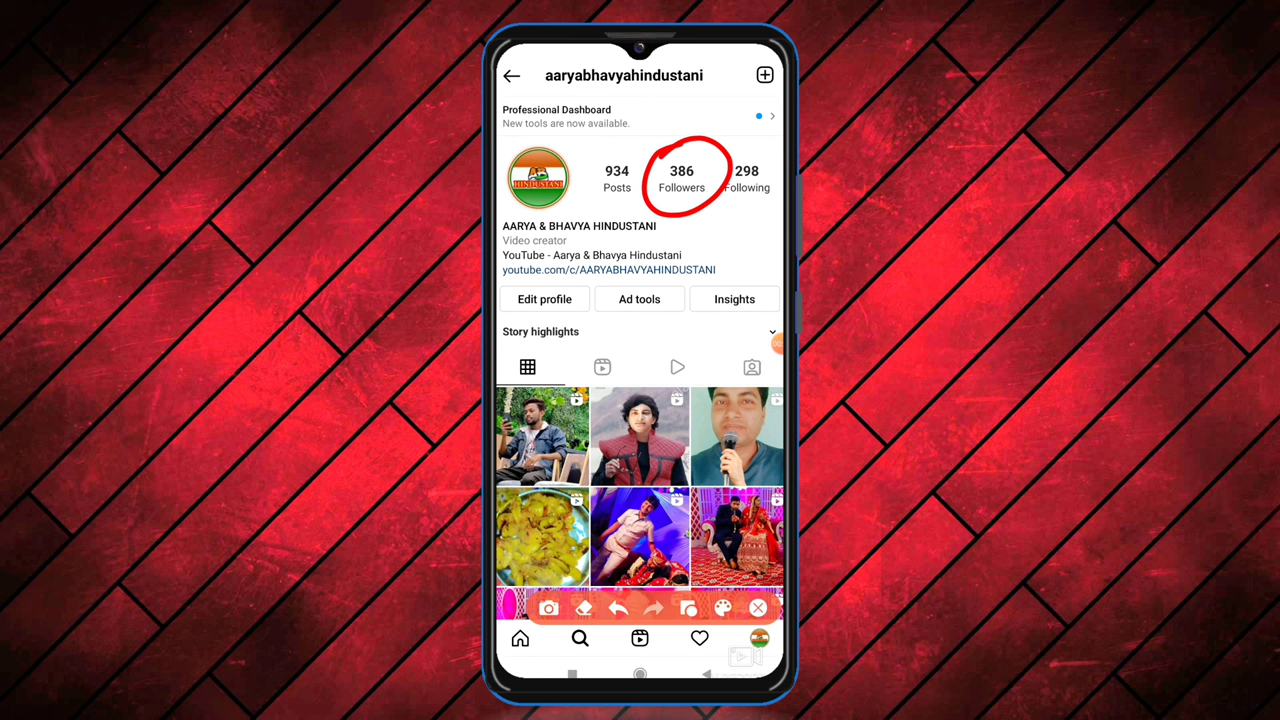 aaryabhavyahindustani
Professional Dashboard
New tools are now available.
HINDUSTANI
934 386 298
Posts Followers Following
AARYA & BHAVYA HINDUSTANI
Video creator
YouTube - Aarya & Bhavya Hindustani
youtube.com/c/AARYABHAVYAHINDUSTANI
Edit profile Ad tools Insights
Story highlights